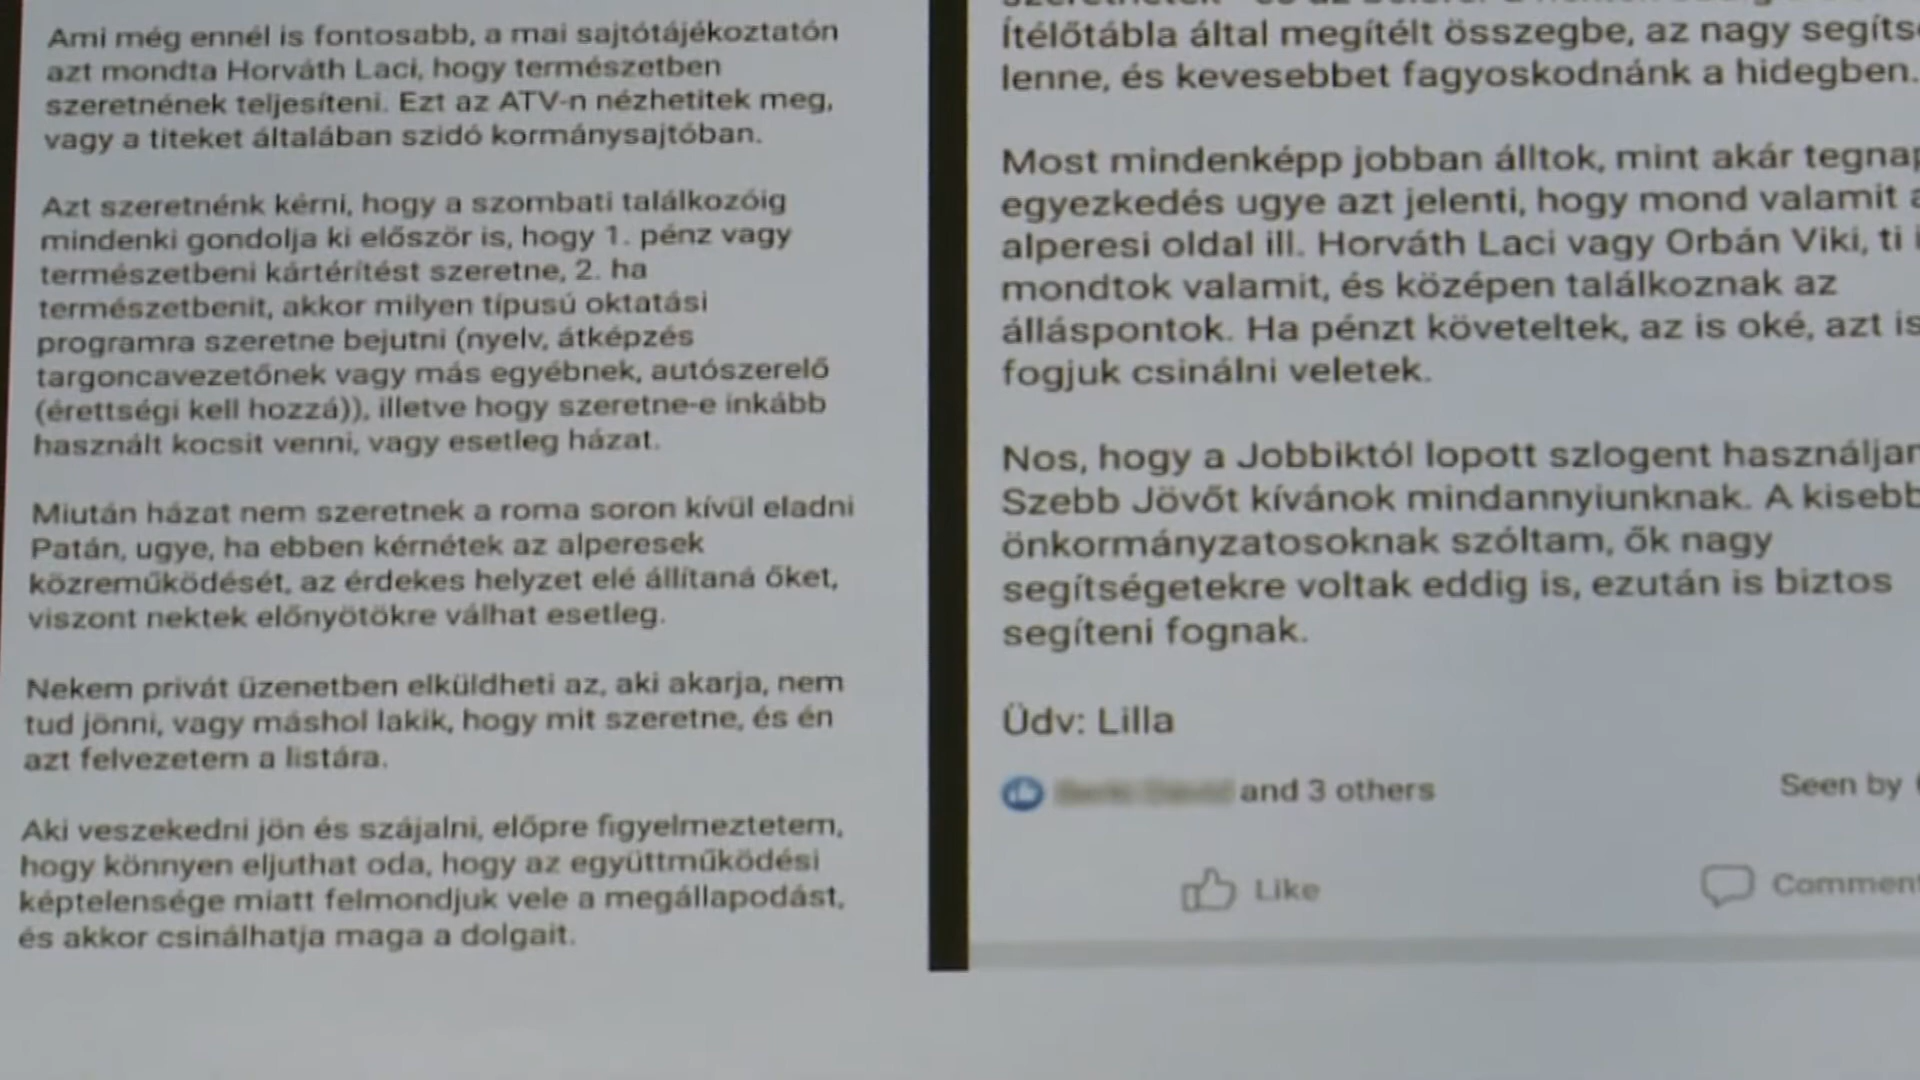 Ami még ennél is fontosabb, a mai sajtótájékoztatón
azt mondta Horváth Laci, hogy természetben
szeretnének teljesíteni. Ezt az ATV-n nézhetitek meg,
vagy a titeket általában szidó kormánysajtóban.
Azt szeretnénk kérni, hogy a szombati találkozóig
mindenki gondolja ki először is, hogy 1. pénz vagy
természetbeni kártérítést szeretne, 2. ha
természetbenit, akkor milyen típusú oktatási
programra szeretne bejutni (nyelv, átképzés
targoncavezetőnek vagy más egyébnek, autószerelő
(érettségi kell hozzá)), illetve hogy szeretne-e inkább
használt kocsit venni, vagy esetleg házat.
Miután házat nem szeretnek a roma soron kívül eladni
Patán, ugye, ha ebben kérnétek az alperesek
közreműködését, az érdekes helyzet elé állítaná őket,
viszont nektek előnyötökre válhat esetleg.
Nekem privát üzenetben elküldheti az, aki akarja, nem
tud jönni, vagy máshol lakik, hogy mit szeretne, és én
azt felvezetem a listára.
Aki veszekedni jön és szájalni, előpre figyelmeztetem,
hogy könnyen eljuthat oda, hogy az együttműködési
képtelensége miatt felmondjuk vele a megállapodást,
és akkor csinálhatja maga a dolgait.
Ítélőtábla által megítélt összegbe, az nagy segíts
lenne, és kevesebbet fagyoskodnánk a hidegben.
Most mindenképp jobban álltok, mint akár tegnap
egyezkedés ugye azt jelenti, hogy mond valamit a
alperesi oldal ill. Horváth Laci vagy Orbán Viki, ti i
mondtok valamit, és középen találkoznak az
álláspontok. Ha pénzt követeltek, az is oké, azt is
fogjuk csinálni veletek.
Nos, hogy a Jobbiktól lopott szlogent használjam
Szebb Jövőt kívánok mindannyiunknak. A kisebb
önkormányzatosoknak szóltam, ők nagy
segítségetekre voltak eddig is, ezután is biztos
segíteni fognak.
Üdv: Lilla
and 3 others
Seen by
Like
Comment